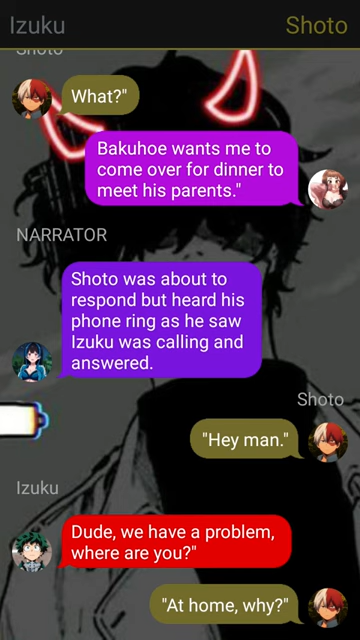 Izuku Shoto
Shoto
What?"
Bakuhoe wants me to
come over for dinner to
meet his parents."
NARRATOR
Shoto was about to
respond but heard his
phone ring as he saw
Izuku was calling and
answered.
Shoto
"Hey man."
Izuku
Dude, we have a problem,
where are you?"
"At home, why?"